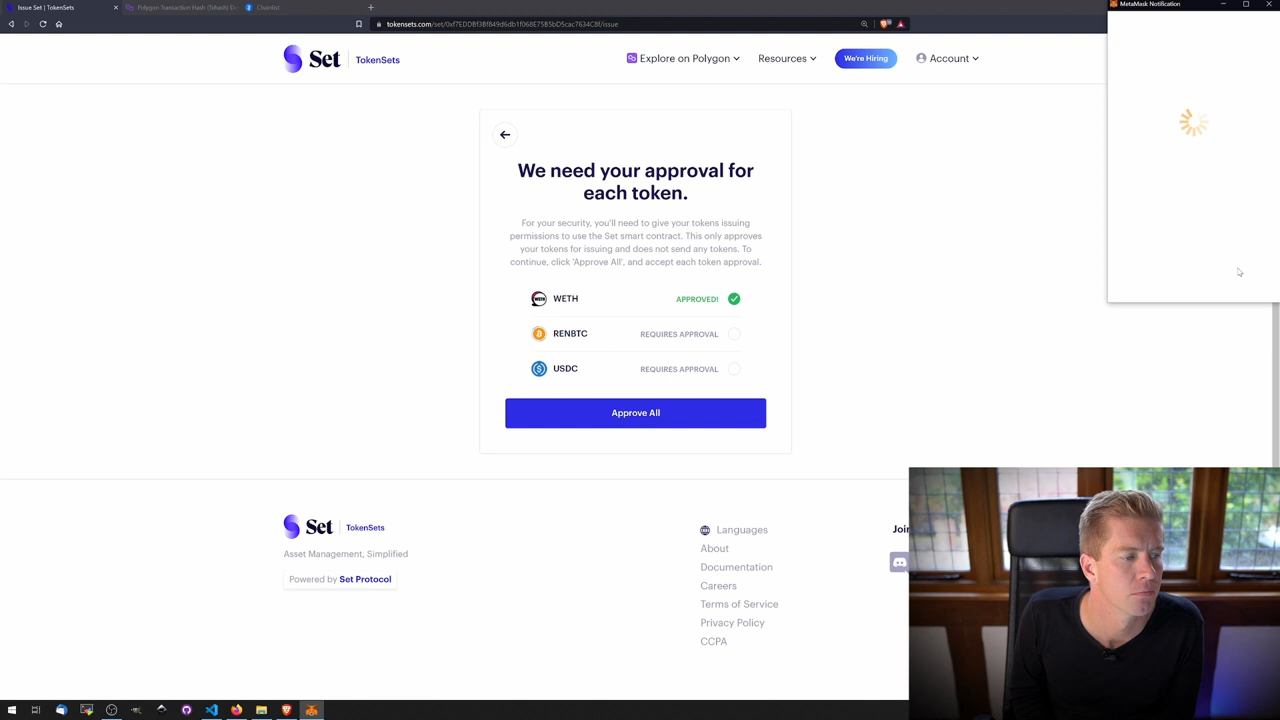 Issue Set | TokenSets
Polygon Transaction Hash (Txhash) De
Chainlist
MetaMask Notification
tokensets.com/set/
/issue
Set
TokenSets
Explore on Polygon
Resources
We're Hiring
Account
We need your approval for
each token.
For your security, you'll need to give your tokens issuing
permissions to use the Set smart contract. This only approves
your tokens for issuing and does not send any tokens. To
continue, click 'Approve All', and accept each token approval.
WETH
APPROVED!
RENBTC
REQUIRES APPROVAL
USDC
REQUIRES APPROVAL
Approve All
Set
TokenSets
Asset Management, Simplified
Powered by Set Protocol
Languages
About
Documentation
Careers
Terms of Service
Privacy Policy
CCPA
Join